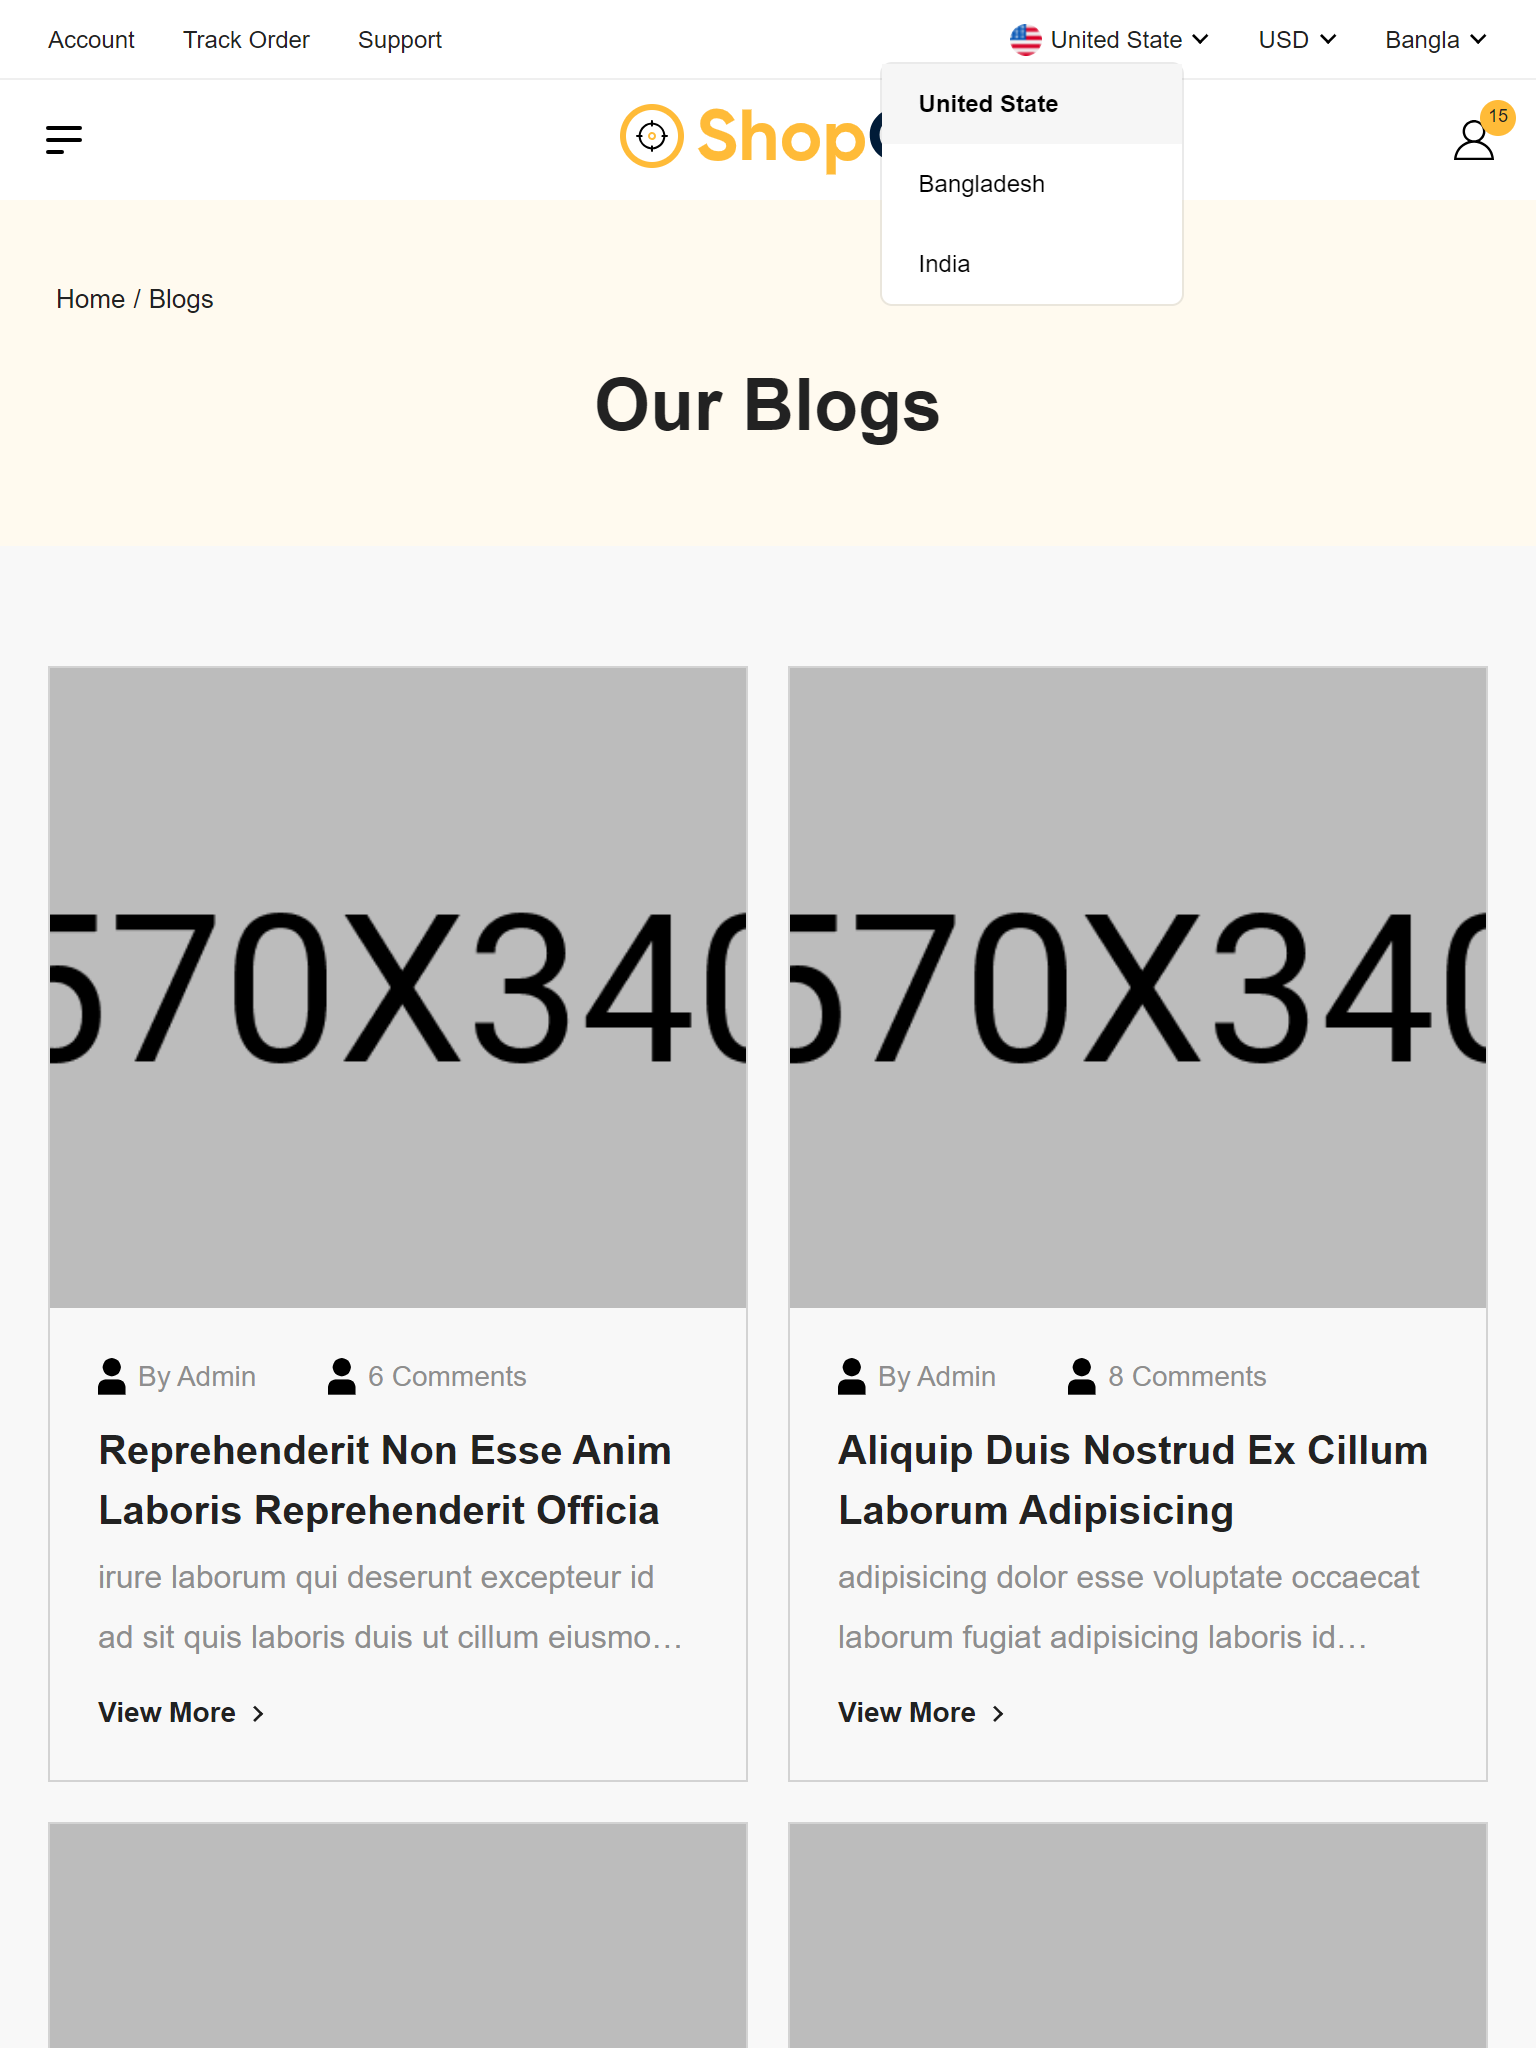 Account Track Order Support United State USD Bangla
United State
Shop
15
Bangladesh
India
Home / Blogs
Our Blogs
570X340 570X340
By Admin 6 Comments
Reprehenderit Non Esse Anim
Laboris Reprehenderit Officia
irure laborum qui deserunt excepteur id
ad sit quis laboris duis ut cillum eiusmo…
View More
By Admin 8 Comments
Aliquip Duis Nostrud Ex Cillum
Laborum Adipisicing
adipisicing dolor esse voluptate occaecat
laborum fugiat adipisicing laboris id…
View More